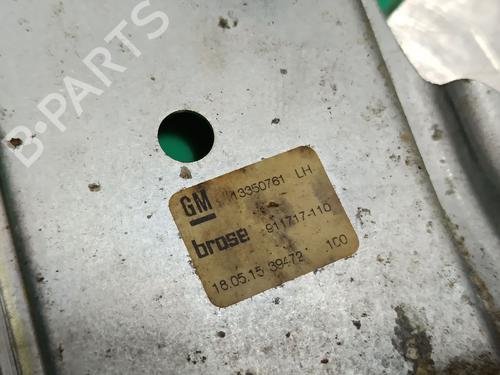 B-PARTS
GM 13350761 LH
brose 911717-110
18.05.15 39472 .100